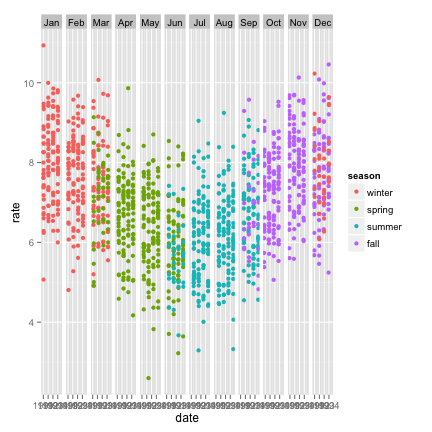 Jan Feb Mar Apr May Jun Jul Aug Sep Oct Nov Dec
10
8
6
4
rate
date
season
winter
spring
summer
fall